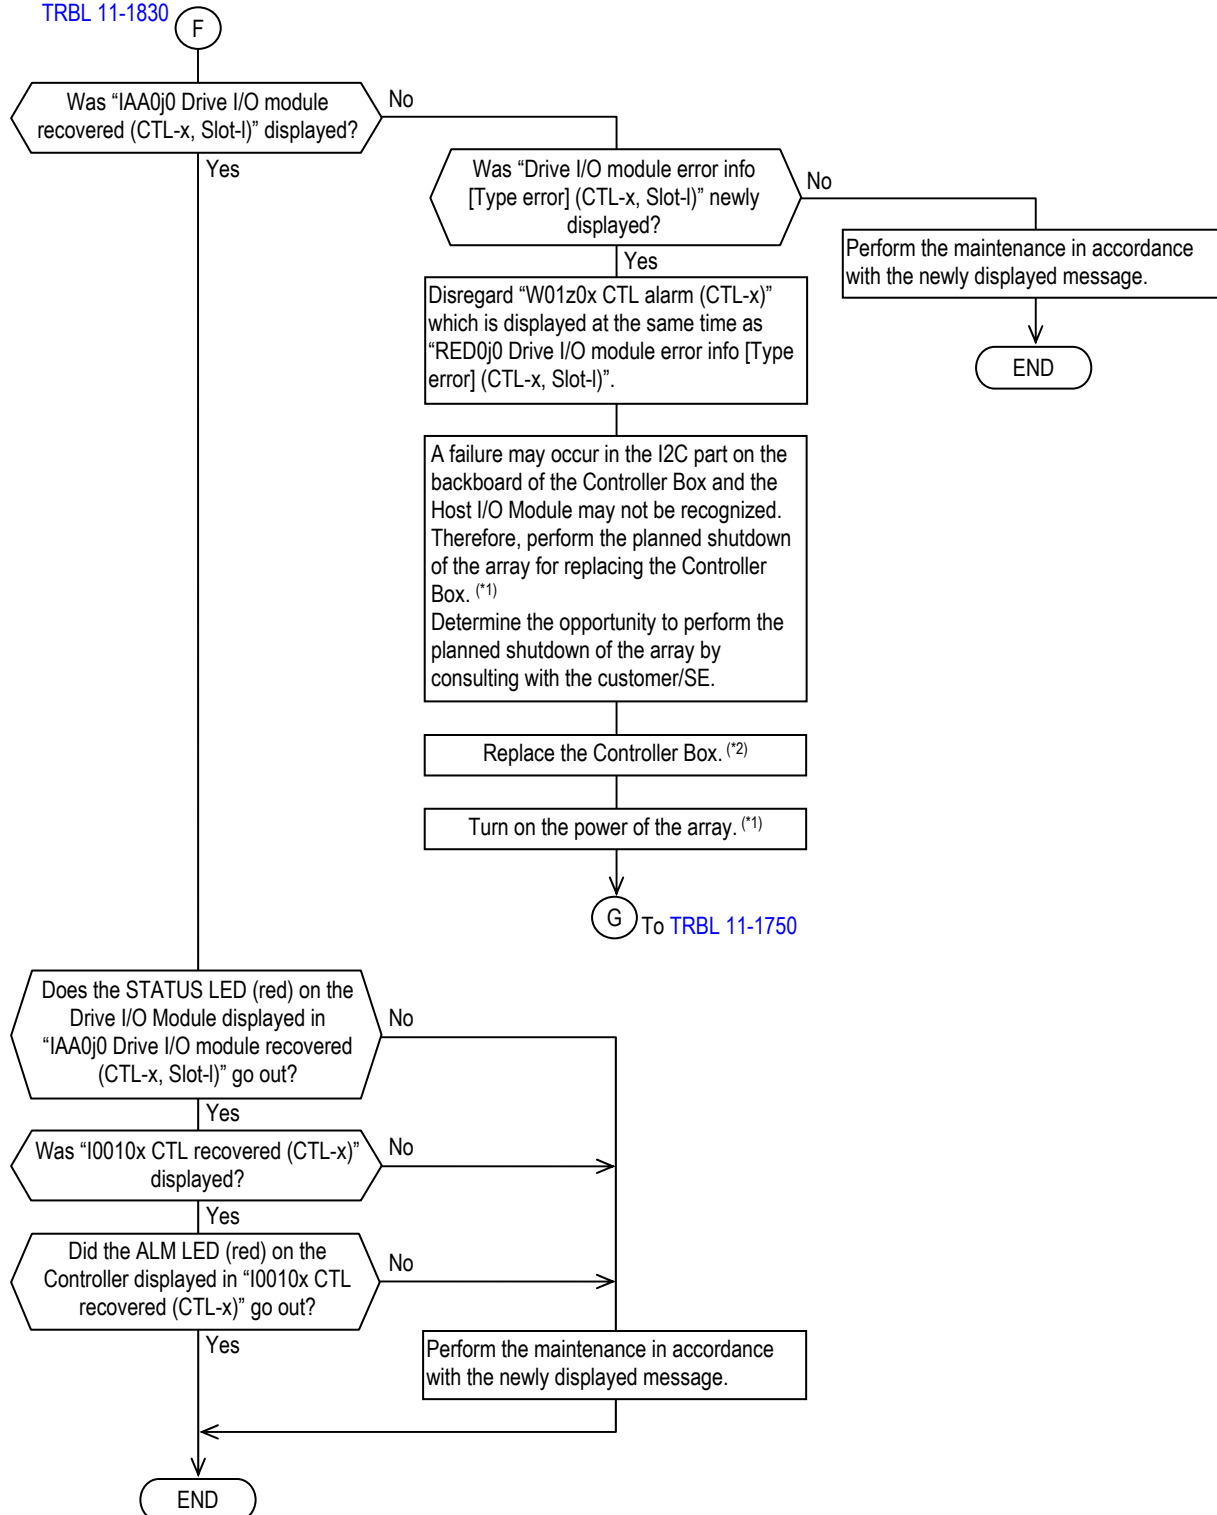 TRBL 11-1830
F
Was “IAA0j0 Drive I/O module
recovered (CTL-x, Slot-l)” displayed?
No
Yes
Was “Drive I/O module error info
[Type error] (CTL-x, Slot-l)” newly
displayed?
No
Yes
Perform the maintenance in accordance
with the newly displayed message.
END
Disregard “W01z0x CTL alarm (CTL-x)”
which is displayed at the same time as
“RED0j0 Drive I/O module error info [Type
error] (CTL-x, Slot-l)”.
A failure may occur in the I2C part on the
backboard of the Controller Box and the
Host I/O Module may not be recognized.
Therefore, perform the planned shutdown
of the array for replacing the Controller
Box. (*1)
Determine the opportunity to perform the
planned shutdown of the array by
consulting with the customer/SE.
Replace the Controller Box. (*2)
Turn on the power of the array. (*1)
G
To TRBL 11-1750
Does the STATUS LED (red) on the
Drive I/O Module displayed in
“IAA0j0 Drive I/O module recovered
(CTL-x, Slot-l)” go out?
No
Yes
Was “I0010x CTL recovered (CTL-x)”
displayed?
No
Yes
Did the ALM LED (red) on the
Controller displayed in “I0010x CTL
recovered (CTL-x)” go out?
No
Yes
Perform the maintenance in accordance
with the newly displayed message.
END